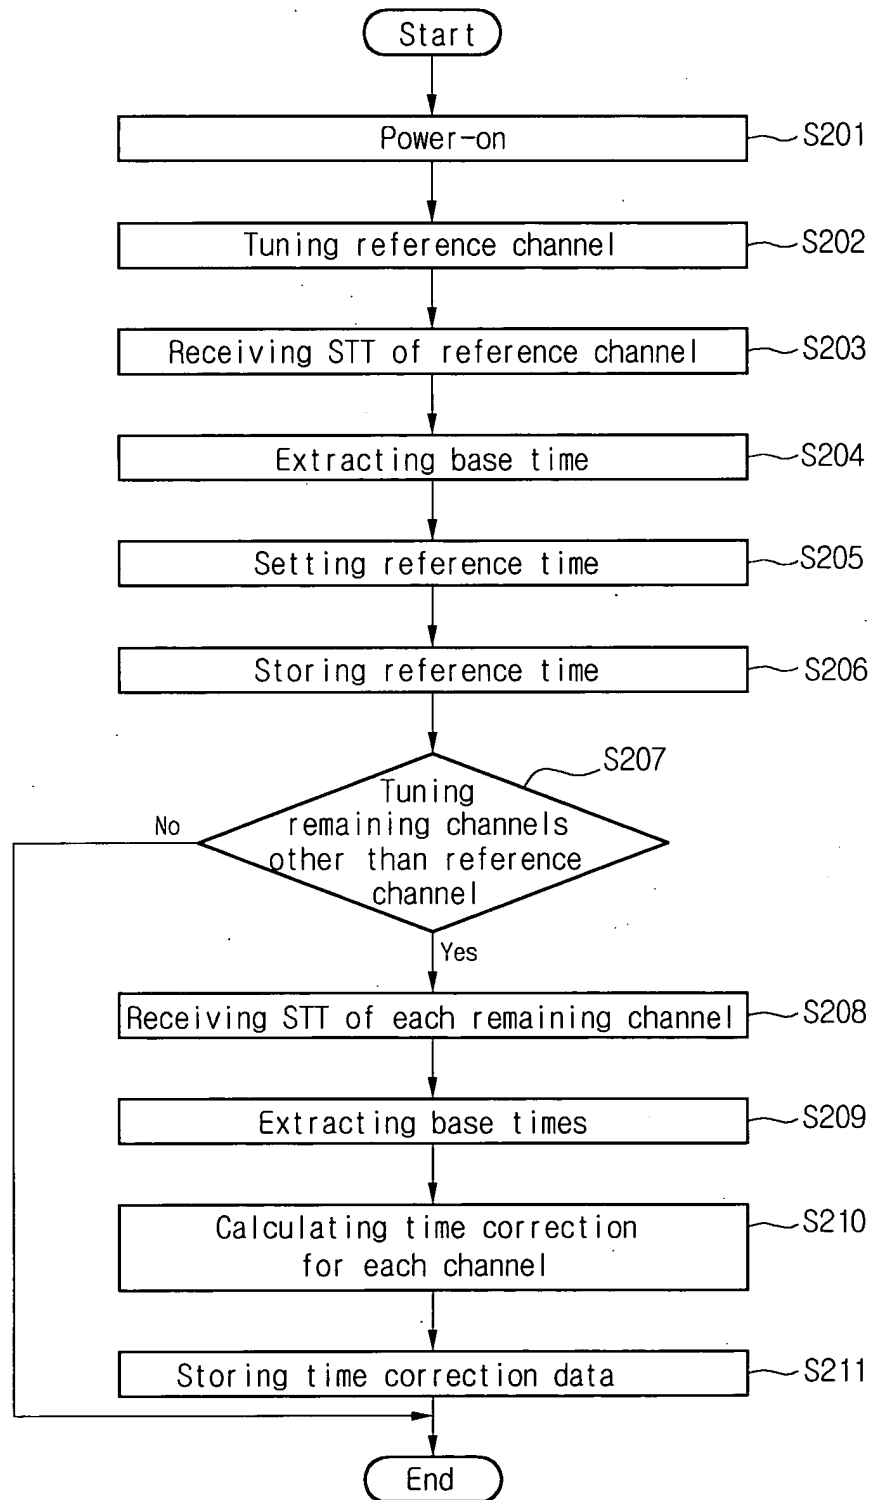 Start
Power-on
S201
Tuning reference channel
S202
Receiving STT of reference channel
S203
Extracting base time
S204
Setting reference time
S205
Storing reference time
S206
S207
Tuning
remaining channels
other than reference
channel
No
Yes
Receiving STT of each remaining channel
S208
Extracting base times
S209
Calculating time correction
for each channel
S210
Storing time correction data
S211
End